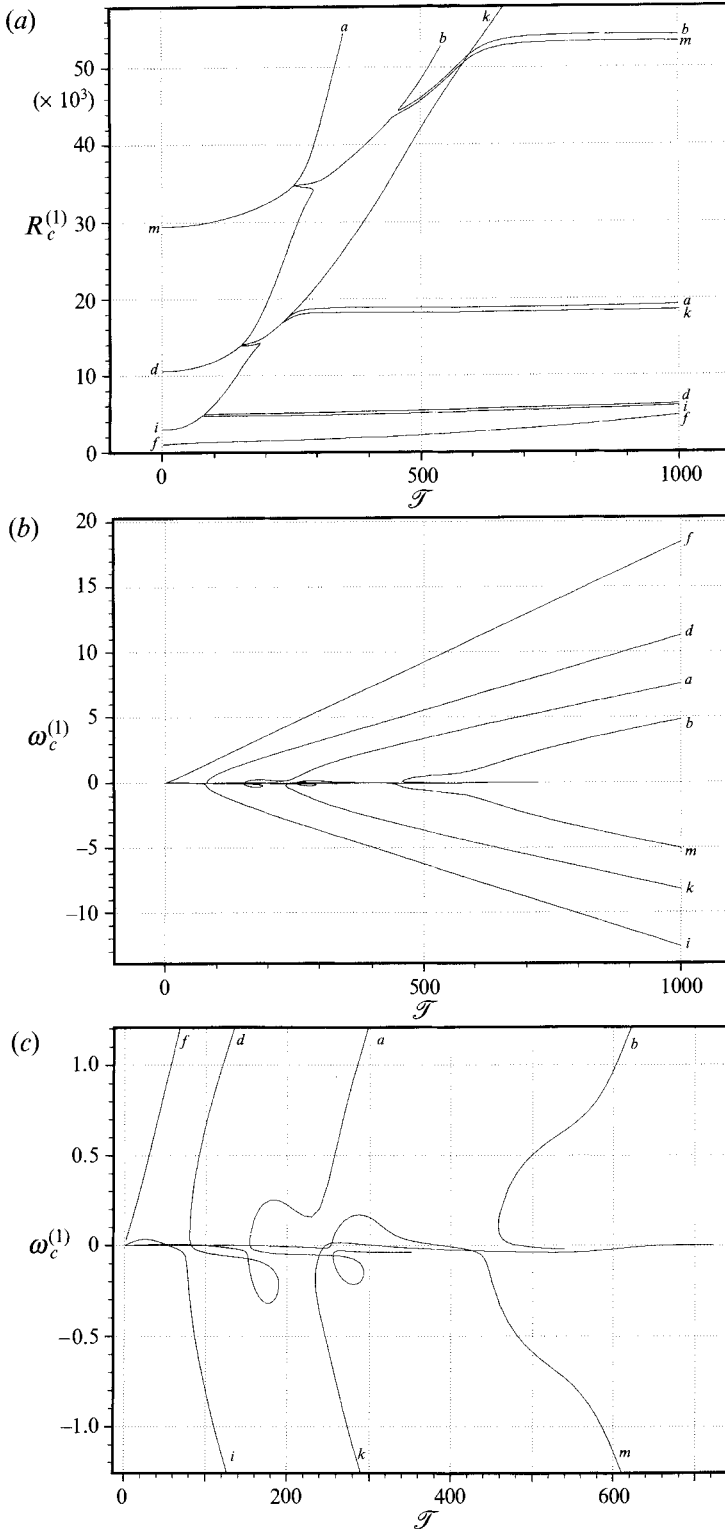 (a)
a
b
k
b
m
50
(× 10³)
40
R_c^{(1)}
30
m
20
a
k
d
10
d
i
f
i
f
0
0
500
1000
𝒯
(b)
20
f
15
d
10
a
5
b
ω_c^{(1)}
0
m
−5
k
−10
i
0
500
1000
𝒯
(c)
f
d
a
b
1.0
0.5
ω_c^{(1)}
0
−0.5
−1.0
i
k
m
0
200
400
600
𝒯